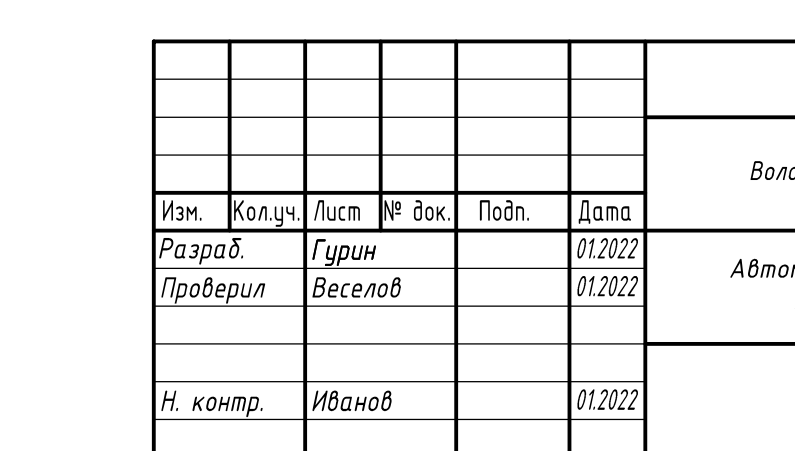 Изм. Кол.уч. Лист № док. Подп. Дата
Разраб. Гурин 01.2022
Проверил Веселов 01.2022
Н. контр. Иванов 01.2022